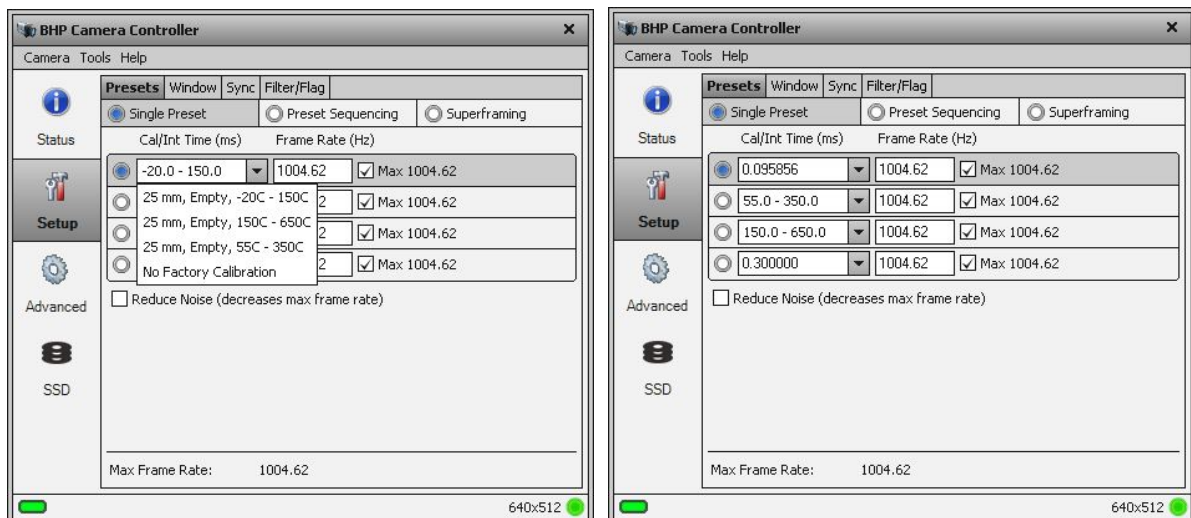 BHP Camera Controller
Camera Tools Help
Presets Window Sync Filter/Flag
Single Preset Preset Sequencing Superframing
Status
Cal/Int Time (ms) Frame Rate (Hz)
-20.0 - 150.0 1004.62 Max 1004.62
25 mm, Empty, -20C - 150C 2 Max 1004.62
Setup
25 mm, Empty, 150C - 650C 2 Max 1004.62
25 mm, Empty, 55C - 350C
No Factory Calibration 2 Max 1004.62
Advanced
Reduce Noise (decreases max frame rate)
SSD
Max Frame Rate: 1004.62
640x512
BHP Camera Controller
Camera Tools Help
Presets Window Sync Filter/Flag
Single Preset Preset Sequencing Superframing
Status
Cal/Int Time (ms) Frame Rate (Hz)
0.095856 1004.62 Max 1004.62
55.0 - 350.0 1004.62 Max 1004.62
Setup
150.0 - 650.0 1004.62 Max 1004.62
0.300000 1004.62 Max 1004.62
Advanced
Reduce Noise (decreases max frame rate)
SSD
Max Frame Rate: 1004.62
640x512